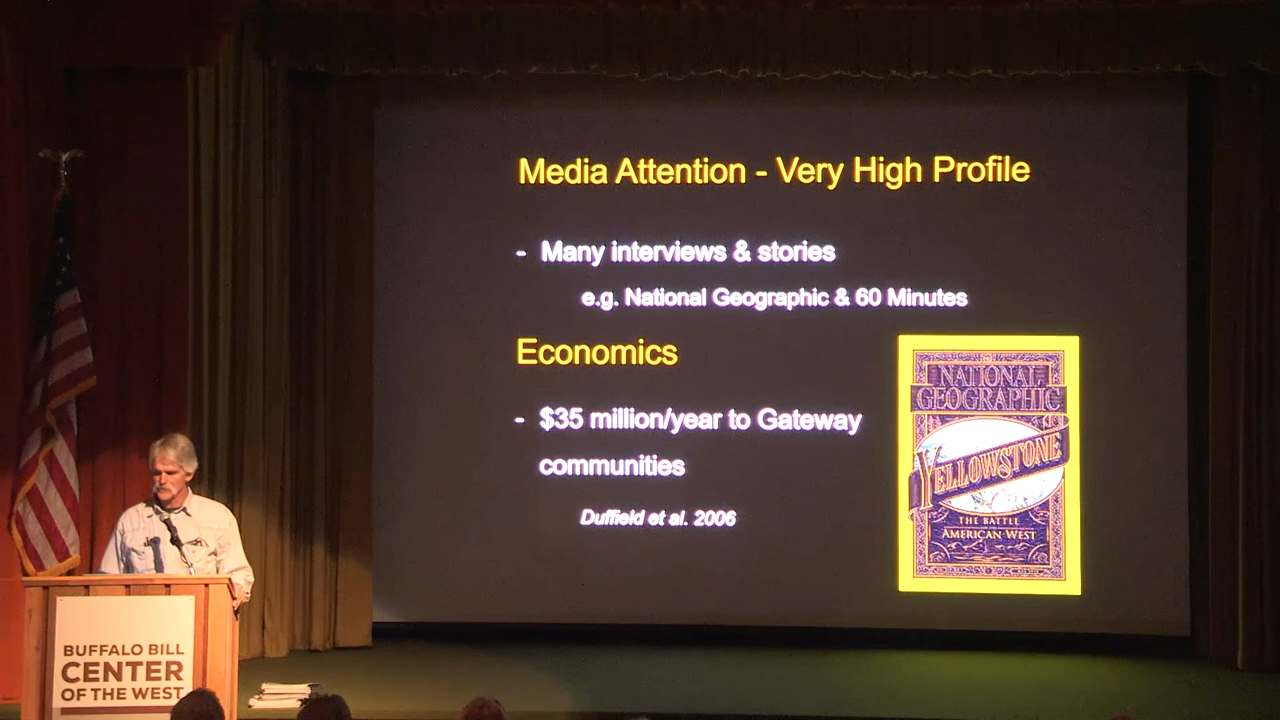 Media Attention - Very High Profile
- Many interviews & stories
e.g. National Geographic & 60 Minutes
Economics
- $35 million/year to Gateway
communities
Duffield et al. 2006
NATIONAL
GEOGRAPHIC
YELLOWSTONE
THE BATTLE
AMERICAN WEST
BUFFALO BILL
CENTER
OF THE WEST